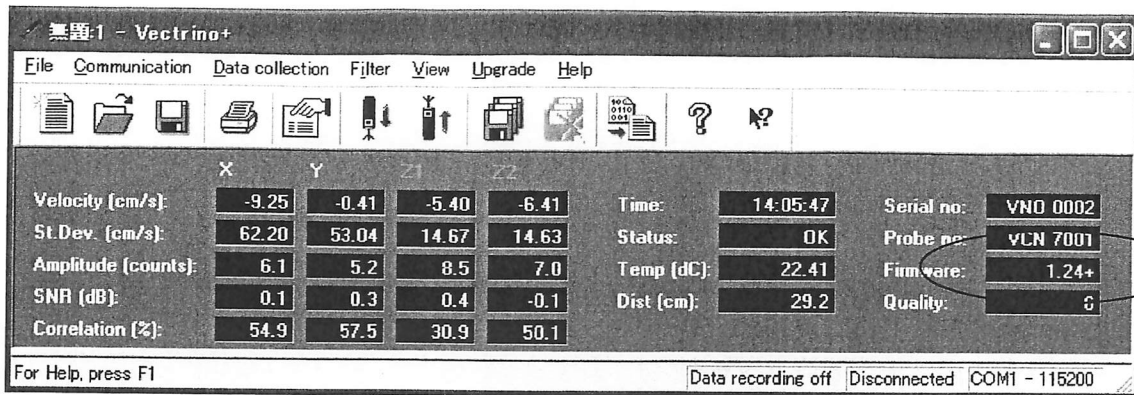 無題:1 - Vectrino+
File Communication Data collection Filter View Upgrade Help
X Y Z1 Z2
Velocity (cm/s): -9.25 -0.41 -5.40 -6.41 Time: 14:05:47 Serial no: VNO 0002
St.Dev. (cm/s): 62.20 53.04 14.67 14.63 Status: OK Probe no: VCN 7001
Amplitude (counts): 6.1 5.2 8.5 7.0 Temp (dC): 22.41 Firmware: 1.24+
SNR (dB): 0.1 0.3 0.4 -0.1 Dist (cm): 29.2 Quality:
Correlation (%): 54.9 57.5 30.9 50.1
For Help, press F1 Data recording off Disconnected COM1 - 115200